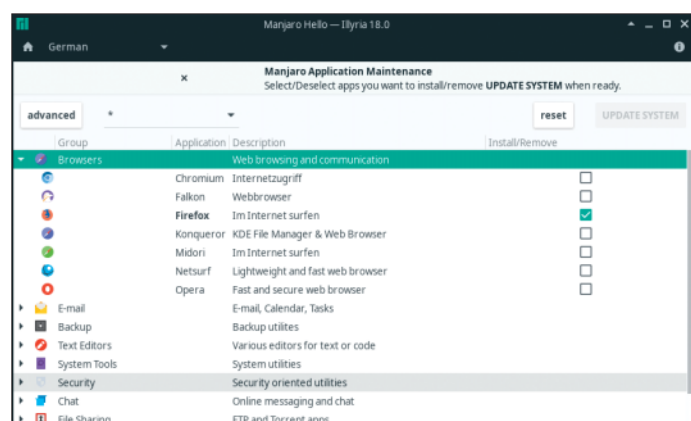 Manjaro Hello — Illyria 18.0
German
Manjaro Application Maintenance
Select/Deselect apps you want to install/remove UPDATE SYSTEM when ready.
advanced * reset UPDATE SYSTEM
Group Application Description Install/Remove
Browsers Web browsing and communication
Chromium Internetzugriff
Falkon Webbrowser
Firefox Im Internet surfen
Konqueror KDE File Manager & Web Browser
Midori Im Internet surfen
Netsurf Lightweight and fast web browser
Opera Fast and secure web browser
E-mail E-mail, Calendar, Tasks
Backup Backup utilites
Text Editors Various editors for text or code
System Tools System utilities
Security Security oriented utilities
Chat Online messaging and chat
File Sharing FTP and Torrent apps